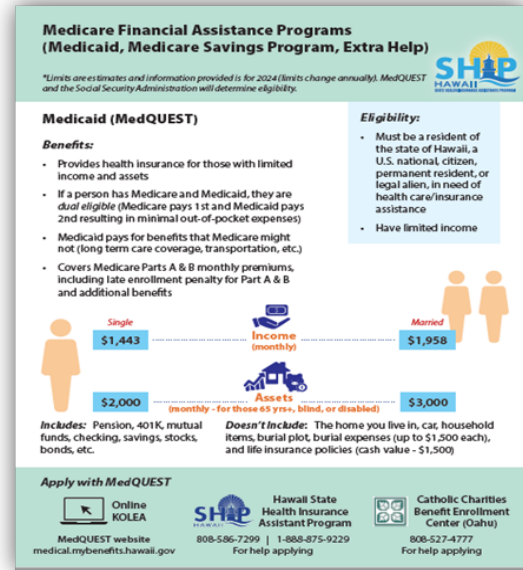 Medicare Financial Assistance Programs
(Medicaid, Medicare Savings Program, Extra Help)
*Limits are estimates and information provided is for 2024 (limits change annually). MedQUEST
and the Social Security Administration will determine eligibility.
SHIP
HAWAII
STATE HEALTH INSURANCE ASSISTANCE PROGRAM
Medicaid (MedQUEST)
Benefits:
• Provides health insurance for those with limited
income and assets
• If a person has Medicare and Medicaid, they are
dual eligible (Medicare pays 1st and Medicaid pays
2nd resulting in minimal out-of-pocket expenses)
• Medicaid pays for benefits that Medicare might
not (long term care coverage, transportation, etc.)
• Covers Medicare Parts A & B monthly premiums,
including late enrollment penalty for Part A & B
and additional benefits
Eligibility:
• Must be a resident of
the state of Hawaii, a
U.S. national, citizen,
permanent resident, or
legal alien, in need of
health care/insurance
assistance
• Have limited income
Single
$1,443
Income
(monthly)
Married
$1,958
$2,000
Assets
(monthly - for those 65 yrs+, blind, or disabled)
$3,000
Includes: Pension, 401K, mutual
funds, checking, savings, stocks,
bonds, etc.
Doesn't Include: The home you live in, car, household
items, burial plot, burial expenses (up to $1,500 each),
and life insurance policies (cash value - $1,500)
Apply with MedQUEST
Online
KOLEA
MedQUEST website
medical.mybenefits.hawaii.gov
SHIP
HAWAII
Hawaii State
Health Insurance
Assistant Program
808-586-7299 | 1-888-875-9229
For help applying
Catholic Charities
Benefit Enrollment
Center (Oahu)
808-527-4777
For help applying